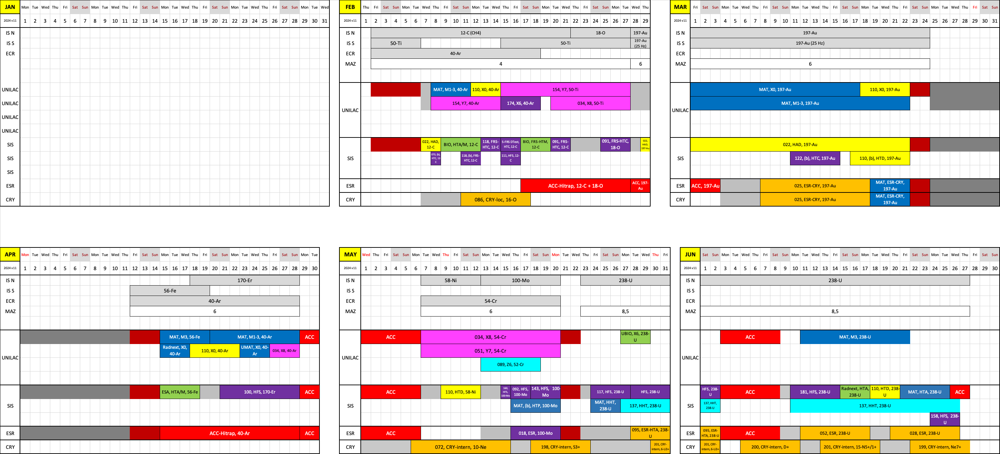 JAN Mon Tue Wed Thu Fri Sat Sun Mon Tue Wed Thu Fri Sat Sun Mon Tue Wed Thu Fri Sat Sun Mon Tue Wed Thu Fri Sat Sun Mon Tue Wed
2024 v11 1 2 3 4 5 6 7 8 9 10 11 12 13 14 15 16 17 18 19 20 21 22 23 24 25 26 27 28 29 30 31
IS N
IS S
ECR
MAZ
UNILAC
UNILAC
UNILAC
UNILAC
SIS
SIS
SIS
ESR
CRY
FEB Thu Fri Sat Sun Mon Tue Wed Thu Fri Sat Sun Mon Tue Wed Thu Fri Sat Sun Mon Tue Wed Thu Fri Sat Sun Mon Tue Wed Thu
2024 v11 1 2 3 4 5 6 7 8 9 10 11 12 13 14 15 16 17 18 19 20 21 22 23 24 25 26 27 28 29
IS N 12-C (CH4) 18-O 197-Au
IS S 50-Ti 50-Ti 197-Au
(25 Hz)
ECR 40-Ar
MAZ 4 6
UNILAC
MAT, M1-3, 40-Ar 110, X0, 40-Ar 154, Y7, 50-Ti
154, Y7, 40-Ar 174, X6, 40-Ar 034, X8, 50-Ti
SIS
022, HAD,
12-C
BIO, HTA/M, 12-C
118, FRS-
HTC, 12-C
S-FRS DTest,
HTC, 12-C
BIO, FRS-HTM,
12-C
091, FRS-
HTC, 12-C
091, FRS-HTC,
18-O
022,
HAD,
197-Au
073, (b),
HTC, 12-
C
118, (b), FRS-
HTC, 12-C
111, HFS, 12-
C
ESR ACC-Hitrap, 12-C + 18-O
ACC, 197-
Au
CRY 086, CRY-loc, 16-O
MAR Fri Sat Sun Mon Tue Wed Thu Fri Sat Sun Mon Tue Wed Thu Fri Sat Sun Mon Tue Wed Thu Fri Sat Sun Mon Tue Wed Thu Fri Sat Sun
2024 v11 1 2 3 4 5 6 7 8 9 10 11 12 13 14 15 16 17 18 19 20 21 22 23 24 25 26 27 28 29 30 31
IS N 197-Au
IS S 197-Au (25 Hz)
ECR
MAZ 6
UNILAC
MAT, X0, 197-Au 110, X0, 197-Au
MAT, M1-3, 197-Au
SIS
022, HAD, 197-Au
122, (b), HTC, 197-Au 110, (b), HTD, 197-Au
ESR ACC, 197-Au 025, ESR-CRY, 197-Au
MAT, ESR-CRY,
197-Au
CRY 025, ESR-CRY, 197-Au
MAT, ESR-CRY,
197-Au
APR Mon Tue Wed Thu Fri Sat Sun Mon Tue Wed Thu Fri Sat Sun Mon Tue Wed Thu Fri Sat Sun Mon Tue Wed Thu Fri Sat Sun Mon Tue
2024 v11 1 2 3 4 5 6 7 8 9 10 11 12 13 14 15 16 17 18 19 20 21 22 23 24 25 26 27 28 29 30
IS N 170-Er
IS S 56-Fe
ECR 40-Ar
MAZ 6
UNILAC
MAT, M3, 56-Fe MAT, M1-3, 40-Ar ACC
Radnext, X0,
40-Ar
110, X0, 40-Ar
UMAT, X0, 40-
Ar
034, X8, 40-Ar
SIS
ESA, HTA/M, 56-Fe 100, HFS, 170-Er ACC
ESR ACC-Hitrap, 40-Ar ACC
CRY
MAY Wed Thu Fri Sat Sun Mon Tue Wed Thu Fri Sat Sun Mon Tue Wed Thu Fri Sat Sun Mon Tue Wed Thu Fri Sat Sun Mon Tue Wed Thu Fri
2024 v11 1 2 3 4 5 6 7 8 9 10 11 12 13 14 15 16 17 18 19 20 21 22 23 24 25 26 27 28 29 30 31
IS N 58-Ni 100-Mo 238-U
IS S
ECR 54-Cr
MAZ 6 8,5
UNILAC
ACC 034, X8, 54-Cr
UBIO, X6, 238-
U
051, Y7, 54-Cr
089, Z6, 52-Cr
SIS
ACC 110, HTD, 58-Ni
160,
HFS,
100-Mo
092, HFS,
100-Mo
143, HFS, 100-
Mo
117, HFS, 238-U HFS, 238-U
MAT, (b), HTP, 100-Mo
MAT, HHT,
238-U
137, HHT, 238-U
ESR ACC 018, ESR, 100-Mo
095, ESR-HTA, 238-
U
CRY 072, CRY-intern, 10-Ne 198, CRY-intern, S3+
201, CRY-
intern, 6-Li3+
JUN Sat Sun Mon Tue Wed Thu Fri Sat Sun Mon Tue Wed Thu Fri Sat Sun Mon Tue Wed Thu Fri Sat Sun Mon Tue Wed Thu Fri Sat Sun
2024 v11 1 2 3 4 5 6 7 8 9 10 11 12 13 14 15 16 17 18 19 20 21 22 23 24 25 26 27 28 29 30
IS N 238-U
IS S
ECR
MAZ 8,5
UNILAC
ACC MAT, M3, 238-U
SIS
HFS, 238-
U
ACC 181, HFS, 238-U
Radnext, HTA,
238-U
110, HTD, 238-
U
MAT, HTA, 238-U ACC
137, HHT,
238-U
137, HHT, 238-U
158, HFS, 238-
U
ESR
095, ESR-
HTA, 238-U
ACC 052, ESR, 238-U 028, ESR, 238-U
CRY
201, CRY-
intern, 6-Li3+
200, CRY-intern, D+ 201, CRY-intern, 15-N5+/1+ 199, CRY-intern, Ne7+